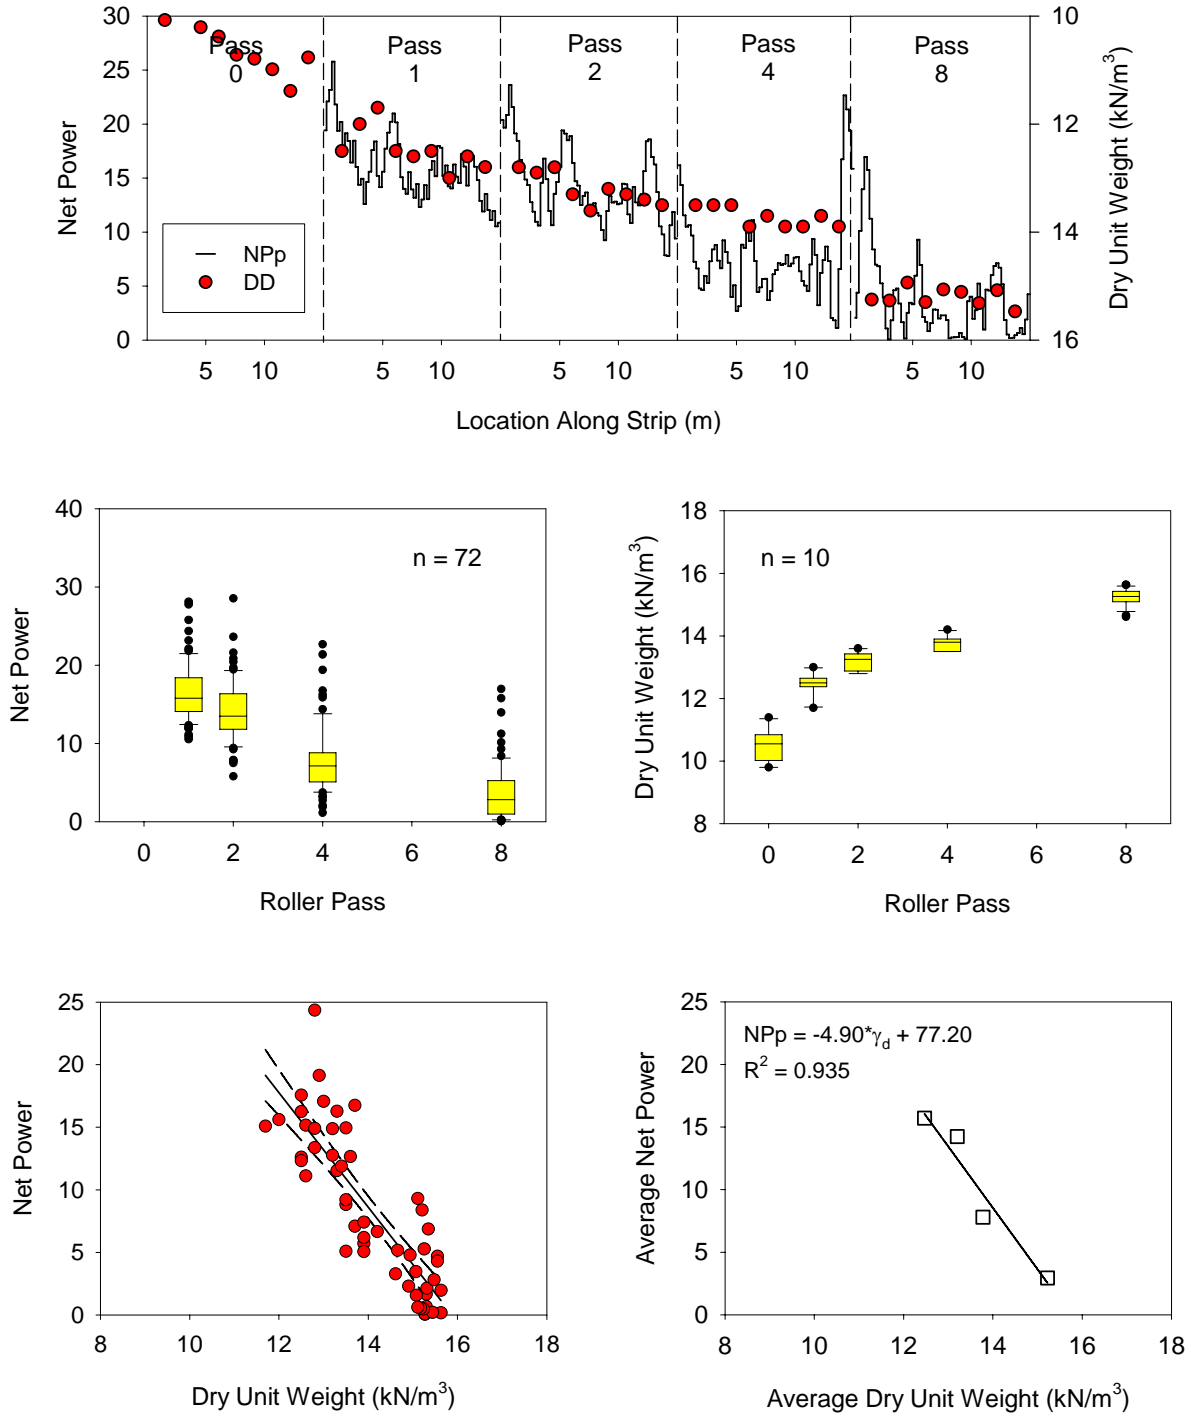 30
25
20
15
10
5
0
Net Power
Pass
0
Pass
1
Pass
2
Pass
4
Pass
8
10
12
14
16
Dry Unit Weight (kN/m³)
NPp
DD
5 10 5 10 5 10 5 10 5 10
Location Along Strip (m)
40
30
20
10
0
Net Power
n = 72
0 2 4 6 8
Roller Pass
18
16
14
12
10
8
Dry Unit Weight (kN/m³)
n = 10
0 2 4 6 8
Roller Pass
25
20
15
10
5
0
Net Power
8 10 12 14 16 18
Dry Unit Weight (kN/m³)
25
20
15
10
5
0
Average Net Power
NPp = -4.90*γd + 77.20
R² = 0.935
8 10 12 14 16 18
Average Dry Unit Weight (kN/m³)